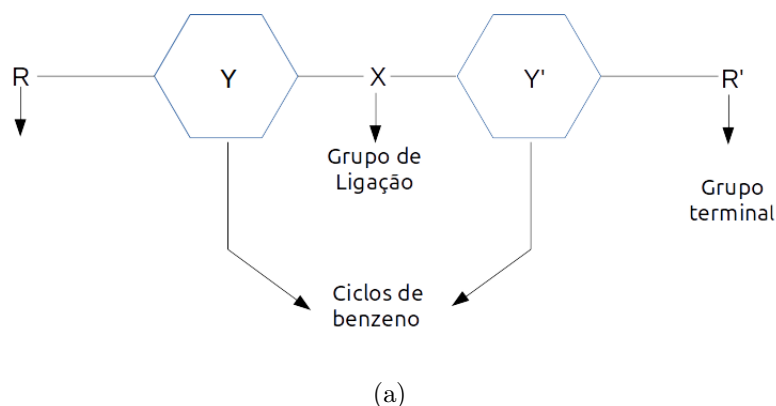 R Y X Y' R'
Grupo de
Ligação
Grupo
terminal
Ciclos de
benzeno
(a)